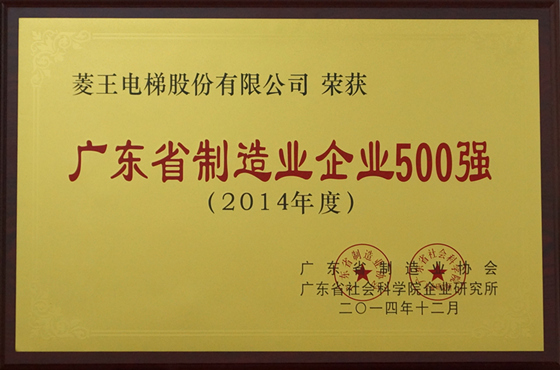 菱王电梯股份有限公司 荣获
广东省制造业企业500强
(2014年度)
广东省制造业协会
广东省社会科学院企业研究所
二〇一四年十二月